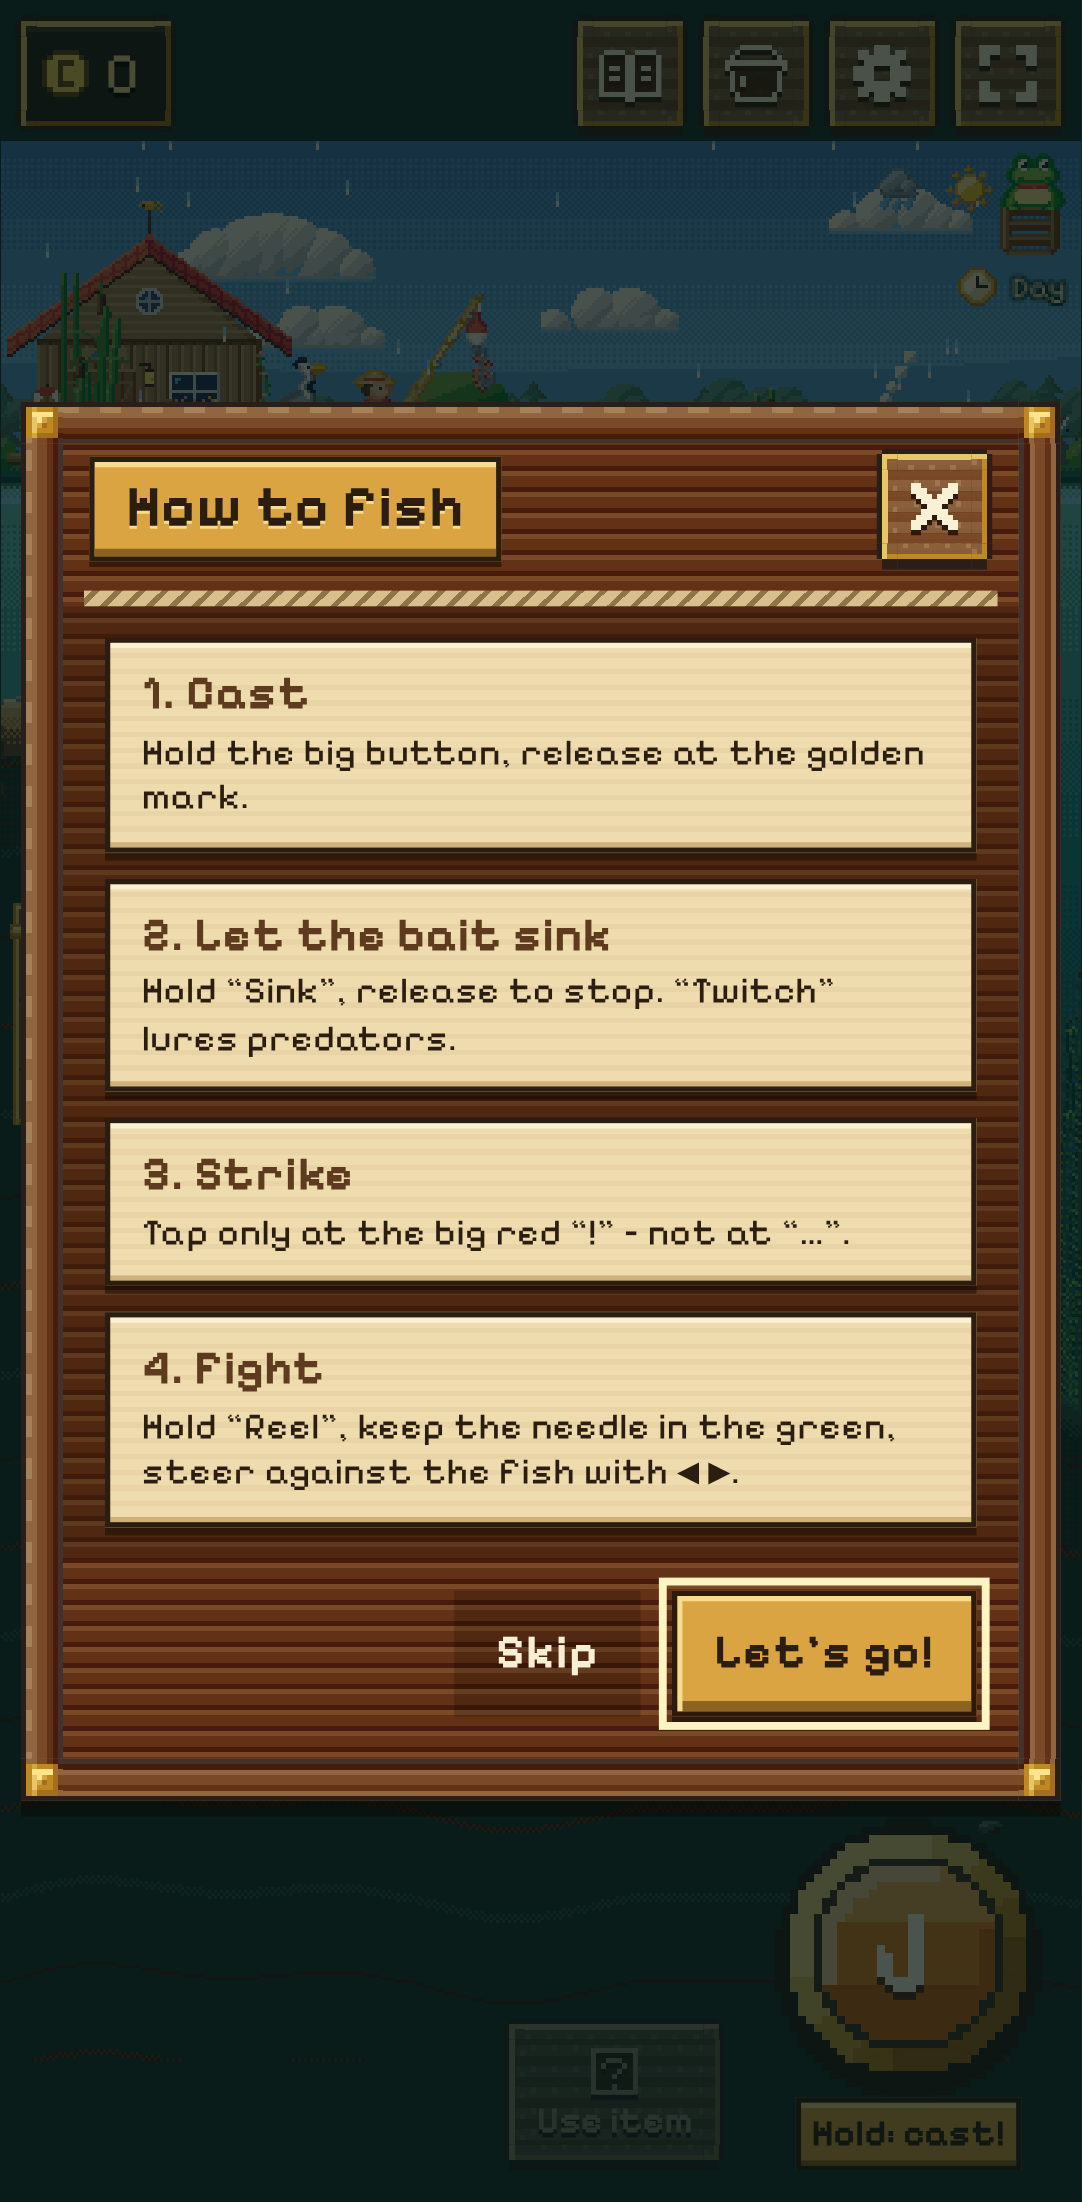 C 0
Day
How to fish
1. Cast
Hold the big button, release at the golden
mark.
2. Let the bait sink
Hold “Sink”, release to stop. “Twitch”
lures predators.
3. Strike
Tap only at the big red “!” - not at “...”.
4. Fight
Hold “Reel”, keep the needle in the green,
steer against the fish with ◀ ▶.
Skip
Let's go!
?
Use item
Hold: cast!